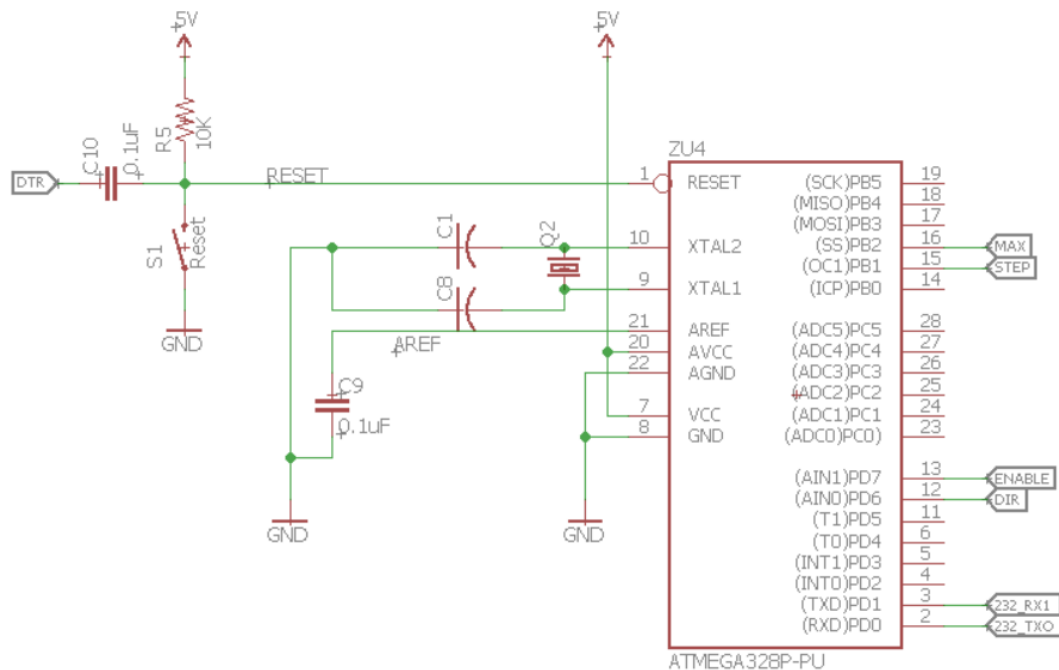 5V
5V
R5
10K
C10
0.1uF
DTR
RESET
S1
Reset
GND
C1
Q2
C8
AREF
C9
0.1uF
GND
GND
ZU4
1 RESET (SCK)PB5 19
(MISO)PB4 18
(MOSI)PB3 17
10 XTAL2 (SS)PB2 16 MAX
(OC1)PB1 15 STEP
9 XTAL1 (ICP)PB0 14
21 AREF (ADC5)PC5 28
20 AVCC (ADC4)PC4 27
22 AGND (ADC3)PC3 26
(ADC2)PC2 25
7 VCC (ADC1)PC1 24
8 GND (ADC0)PC0) 23
(AIN1)PD7 13 ENABLE
(AIN0)PD6 12 DIR
(T1)PD5 11
(T0)PD4 6
(INT1)PD3 5
(INT0)PD2 4
(TXD)PD1 3 232_RX1
(RXD)PD0 2 232_TXO
ATMEGA328P-PU